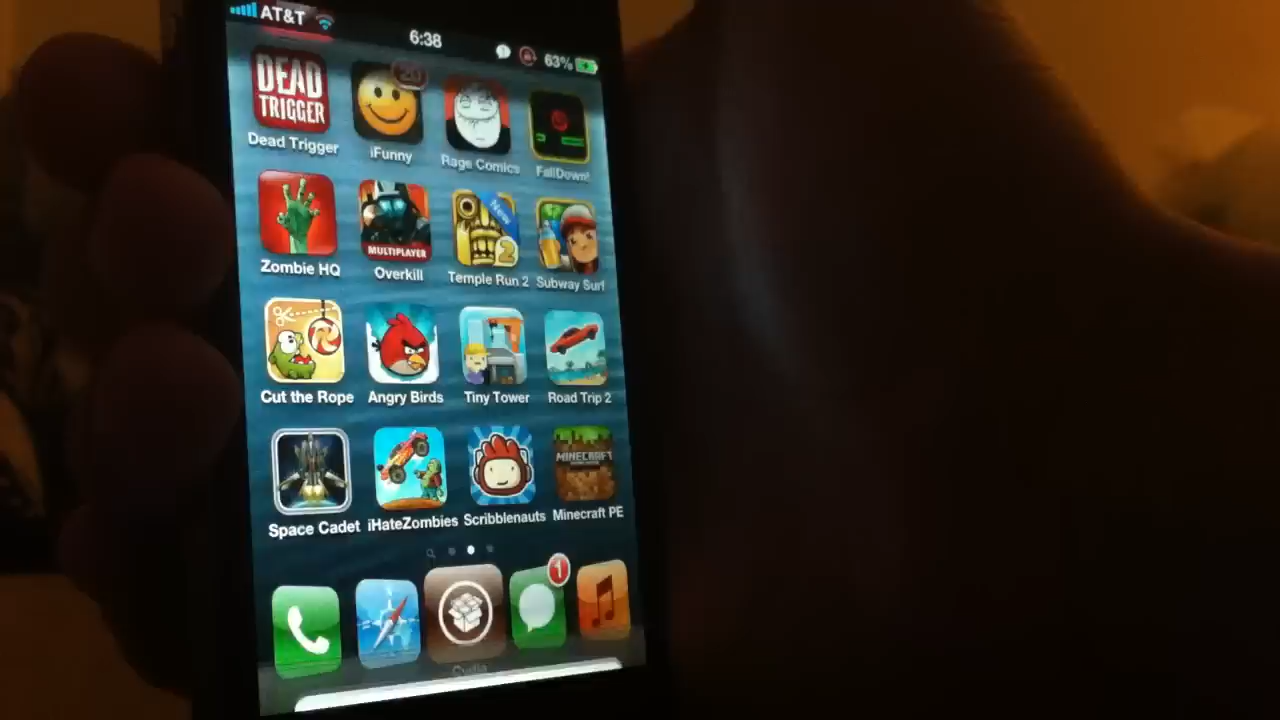 AT&T 6:38 63%
DEAD TRIGGER 20
Dead Trigger iFunny Rage Comics FallDown!
MULTIPLAYER New 2
Zombie HQ Overkill Temple Run 2 Subway Surf
Cut the Rope Angry Birds Tiny Tower Road Trip 2
MINECRAFT
Space Cadet iHateZombies Scribblenauts Minecraft PE
1
Cydia